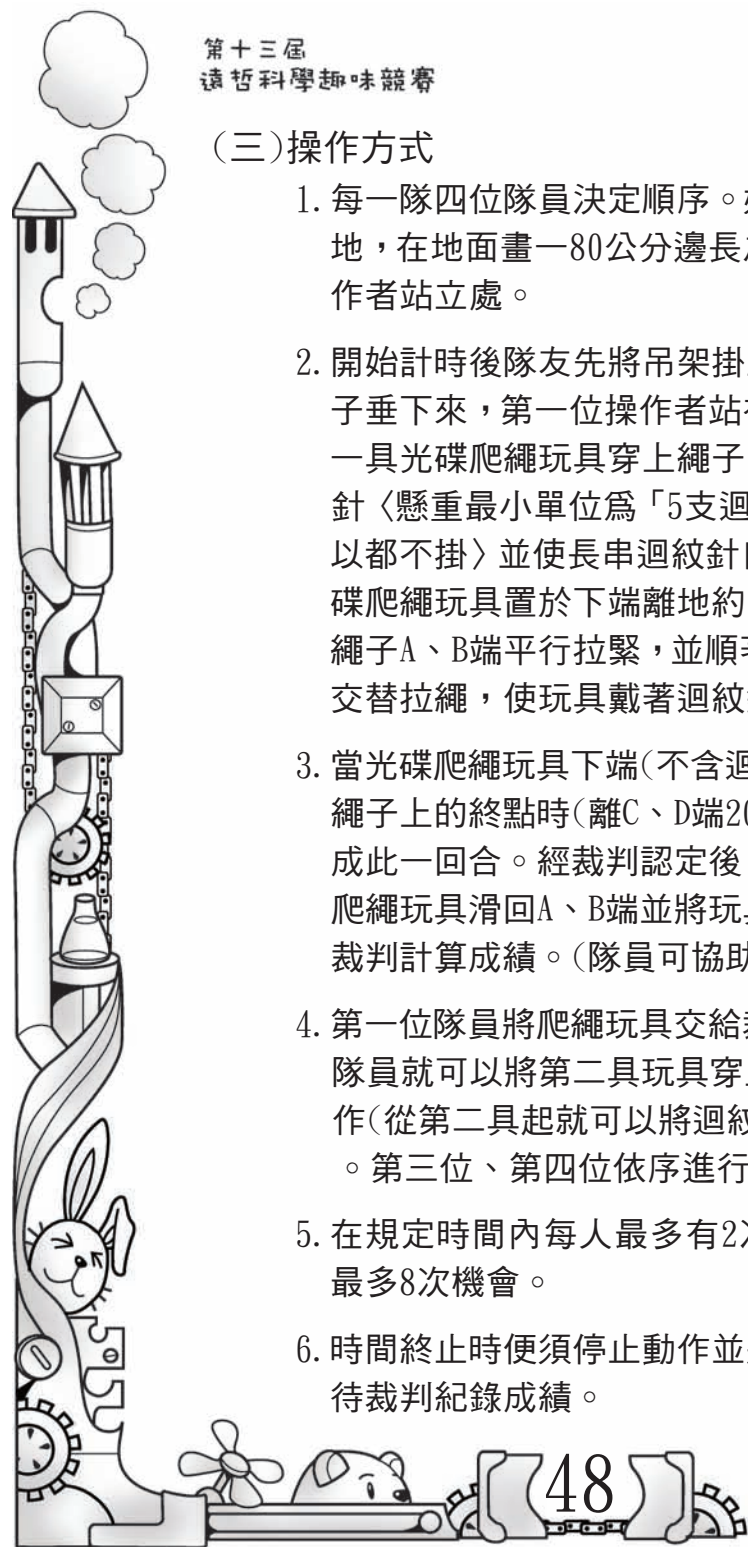 第十三屆
遠哲科學趣味競賽
(三)操作方式
1. 每一隊四位隊員決定順序。
地，在地面畫一80公分邊長
作者站立處。
2. 開始計時後隊友先將吊架掛
子垂下來，第一位操作者站
一具光碟爬繩玩具穿上繩子
針〈懸重最小單位爲「5支迴
以都不掛〉並使長串迴紋針
碟爬繩玩具置於下端離地約
繩子A、B端平行拉緊，並順
交替拉繩，使玩具戴著迴紋
3. 當光碟爬繩玩具下端(不含迴
繩子上的終點時(離C、D端20
成此一回合。經裁判認定後
爬繩玩具滑回A、B端並將玩
裁判計算成績。(隊員可協助
4. 第一位隊員將爬繩玩具交給
隊員就可以將第二具玩具穿
作(從第二具起就可以將迴紋
。第三位、第四位依序進行
5. 在規定時間內每人最多有2
最多8次機會。
6. 時間終止時便須停止動作並
待裁判紀錄成績。
48